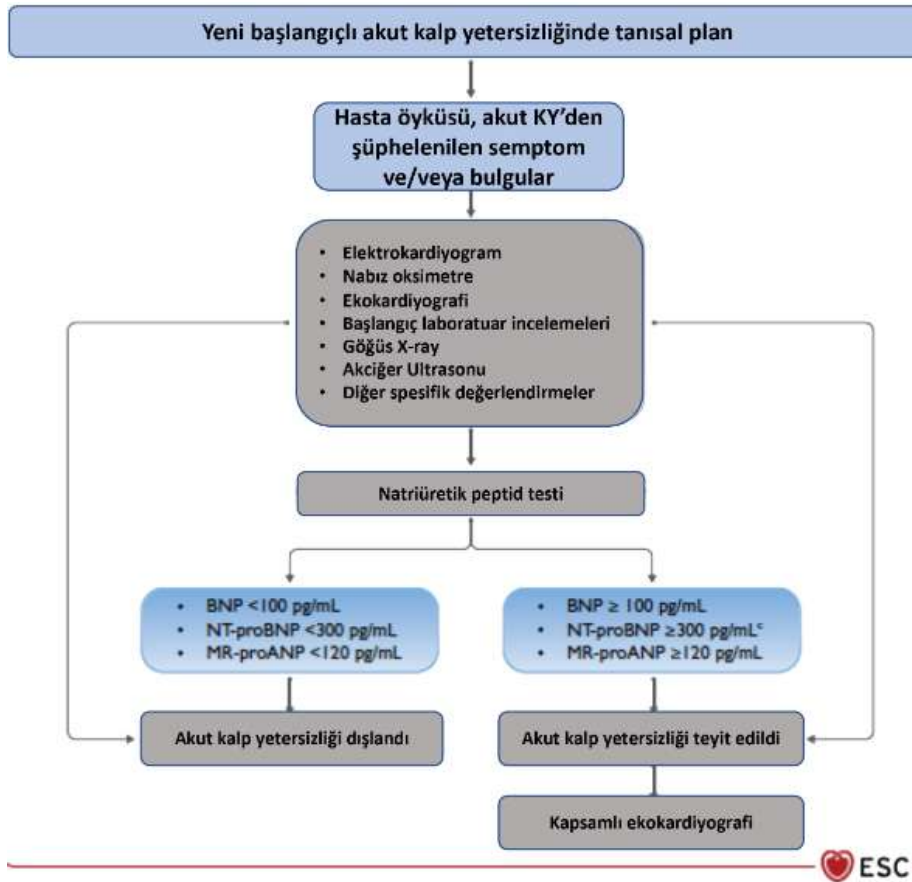 Yeni başlangıçlı akut kalp yetersizliğinde tanısal plan
Hasta öyküsü, akut KY’den
şüphelenilen semptom
ve/veya bulgular
• Elektrokardiyogram
• Nabız oksimetre
• Ekokardiyografi
• Başlangıç laboratuar incelemeleri
• Göğüs X-ray
• Akciğer Ultrasonu
• Diğer spesifik değerlendirmeler
Natriüretik peptid testi
• BNP <100 pg/mL
• NT-proBNP <300 pg/mL
• MR-proANP <120 pg/mL
• BNP ≥ 100 pg/mL
• NT-proBNP ≥300 pg/mLᶜ
• MR-proANP ≥120 pg/mL
Akut kalp yetersizliği dışlandı
Akut kalp yetersizliği teyit edildi
Kapsamlı ekokardiyografi
ESC